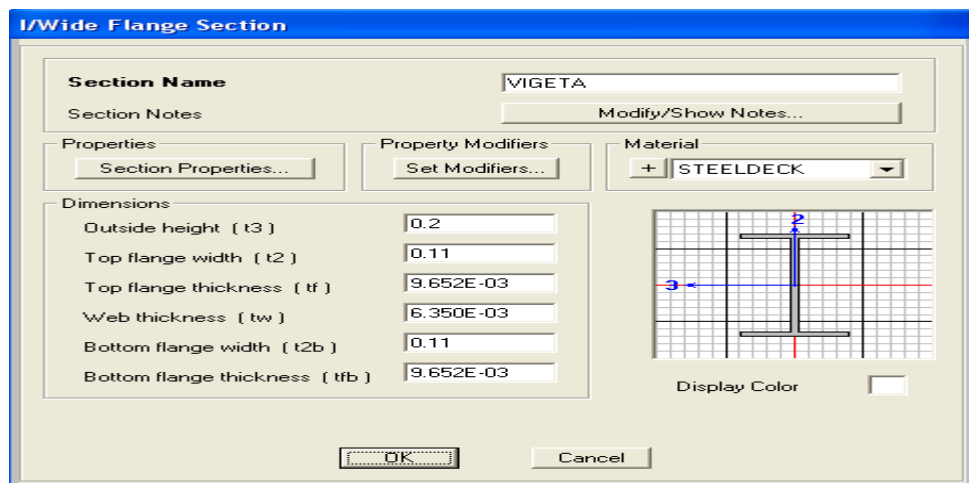 I/Wide Flange Section
Section Name VIGETA
Section Notes Modify/Show Notes...
Properties Property Modifiers Material
Section Properties... Set Modifiers... + STEELDECK
Dimensions
Outside height ( t3 ) 0.2
Top flange width ( t2 ) 0.11
Top flange thickness ( tf ) 9.652E-03
Web thickness ( tw ) 6.350E-03
Bottom flange width ( t2b ) 0.11
Bottom flange thickness ( tfb ) 9.652E-03
2
3
Display Color
OK Cancel